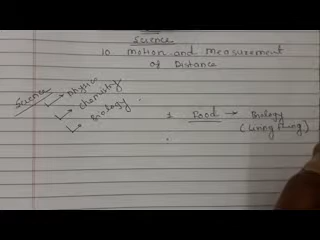 Science
10 Motion and Measurement
of Distance
Science
Physics
Chemistry
Biology
1 Food → Biology
(Living thing)